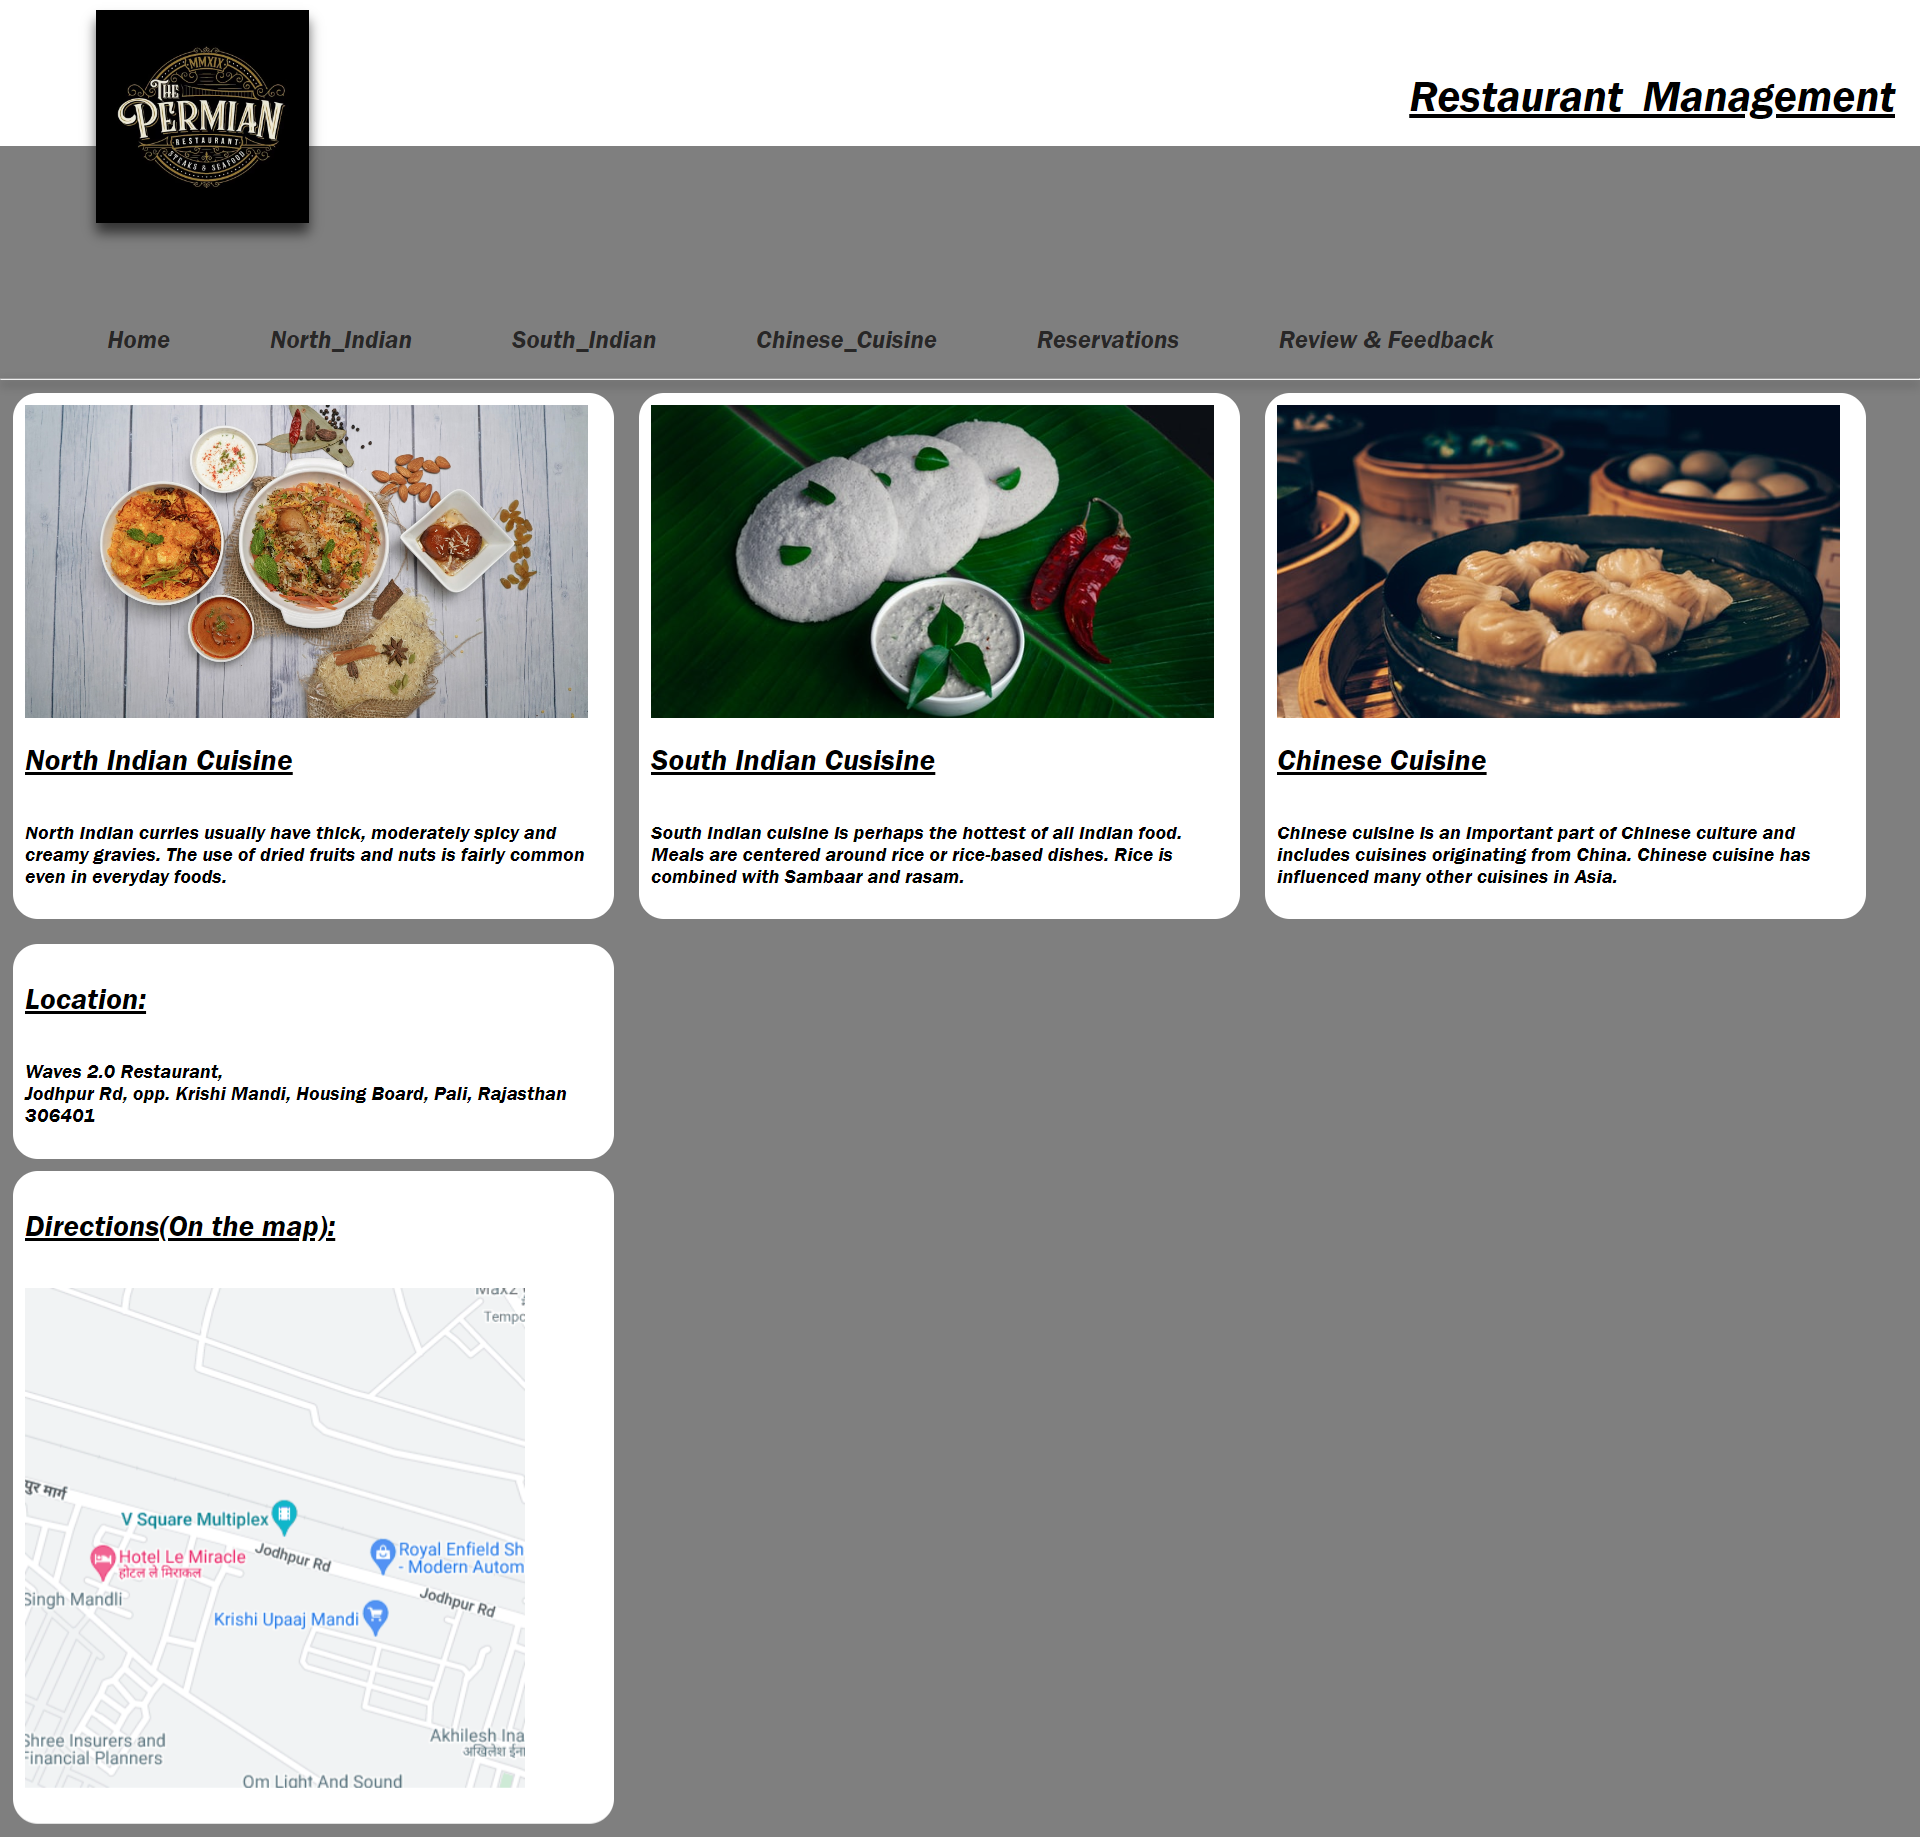 MMXIX
THE
PERMIAN
RESTAURANT
STEAKS & SEAFOOD
Restaurant_Management
Home
North_Indian
South_Indian
Chinese_Cuisine
Reservations
Review & Feedback
North Indian Cuisine
North Indian curries usually have thick, moderately spicy and
creamy gravies. The use of dried fruits and nuts is fairly common
even in everyday foods.
South Indian Cusisine
South Indian cuisine is perhaps the hottest of all Indian food.
Meals are centered around rice or rice-based dishes. Rice is
combined with Sambaar and rasam.
Chinese Cuisine
Chinese cuisine is an important part of Chinese culture and
includes cuisines originating from China. Chinese cuisine has
influenced many other cuisines in Asia.
Location:
Waves 2.0 Restaurant,
Jodhpur Rd, opp. Krishi Mandi, Housing Board, Pali, Rajasthan
306401
Directions(On the map):
Max2
Tempo
पुर मार्ग
V Square Multiplex
Jodhpur Rd
Royal Enfield Sh
- Modern Autom
Hotel Le Miracle
होटल ले मिराकल
Singh Mandli
Jodhpur Rd
Krishi Upaaj Mandi
Shree Insurers and
Financial Planners
Akhilesh Ina
अखिलेश ईना
Om Light And Sound